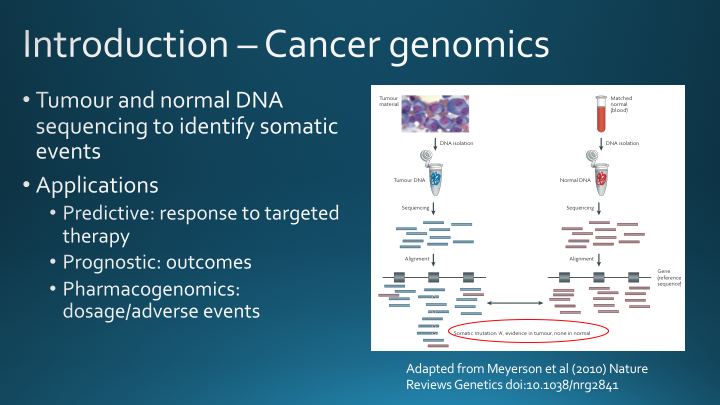 Introduction – Cancer genomics
• Tumour and normal DNA
sequencing to identify somatic
events
• Applications
• Predictive: response to targeted
therapy
• Prognostic: outcomes
• Pharmacogenomics:
dosage/adverse events
Tumour
material
Matched
normal
(blood)
DNA isolation
DNA isolation
Tumour DNA
Normal DNA
Sequencing
Sequencing
Alignment
Alignment
Gene
(reference
sequence)
Somatic mutation 'A', evidence in tumour, none in normal
Adapted from Meyerson et al (2010) Nature
Reviews Genetics doi:10.1038/nrg2841